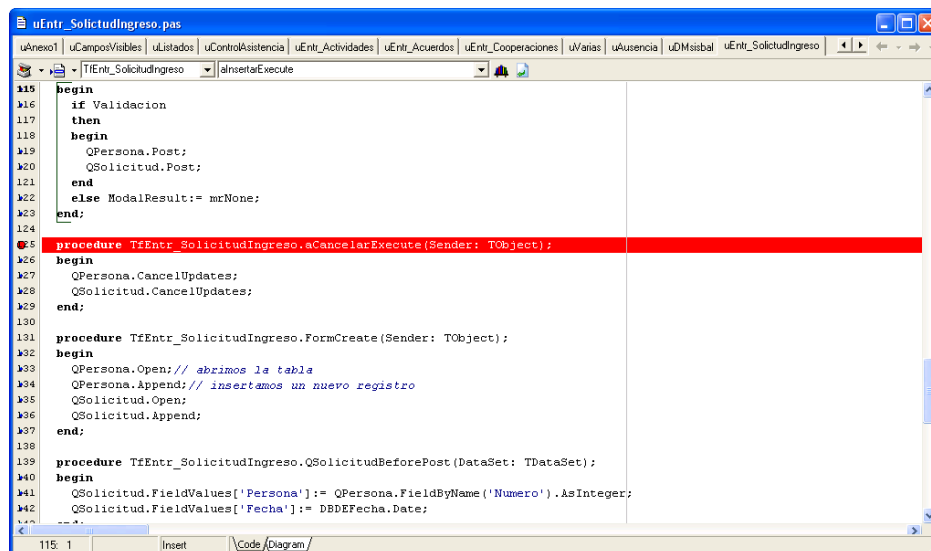 uEntr_SolictudIngreso.pas
uAnexo1 uCamposVisibles uListados uControlAsistencia uEntr_Actividades uEntr_Acuerdos uEntr_Cooperaciones uVarias uAusencia uDMsisbal uEntr_SolictudIngreso
TfEntr_SolicitudIngreso aInsertarExecute
115 begin
116 if Validacion
117 then
118 begin
119 QPersona.Post;
120 QSolicitud.Post;
121 end
122 else ModalResult:= mrNone;
123 end;
124
125 procedure TfEntr_SolicitudIngreso.aCancelarExecute(Sender: TObject);
126 begin
127 QPersona.CancelUpdates;
128 QSolicitud.CancelUpdates;
129 end;
130
131 procedure TfEntr_SolicitudIngreso.FormCreate(Sender: TObject);
132 begin
133 QPersona.Open;// abrimos la tabla
134 QPersona.Append;// insertamos un nuevo registro
135 QSolicitud.Open;
136 QSolicitud.Append;
137 end;
138
139 procedure TfEntr_SolicitudIngreso.QSolicitudBeforePost(DataSet: TDataSet);
140 begin
141 QSolicitud.FieldValues['Persona']:= QPersona.FieldByName('Numero').AsInteger;
142 QSolicitud.FieldValues['Fecha']:= DBDEFecha.Date;
115: 1 Insert Code Diagram